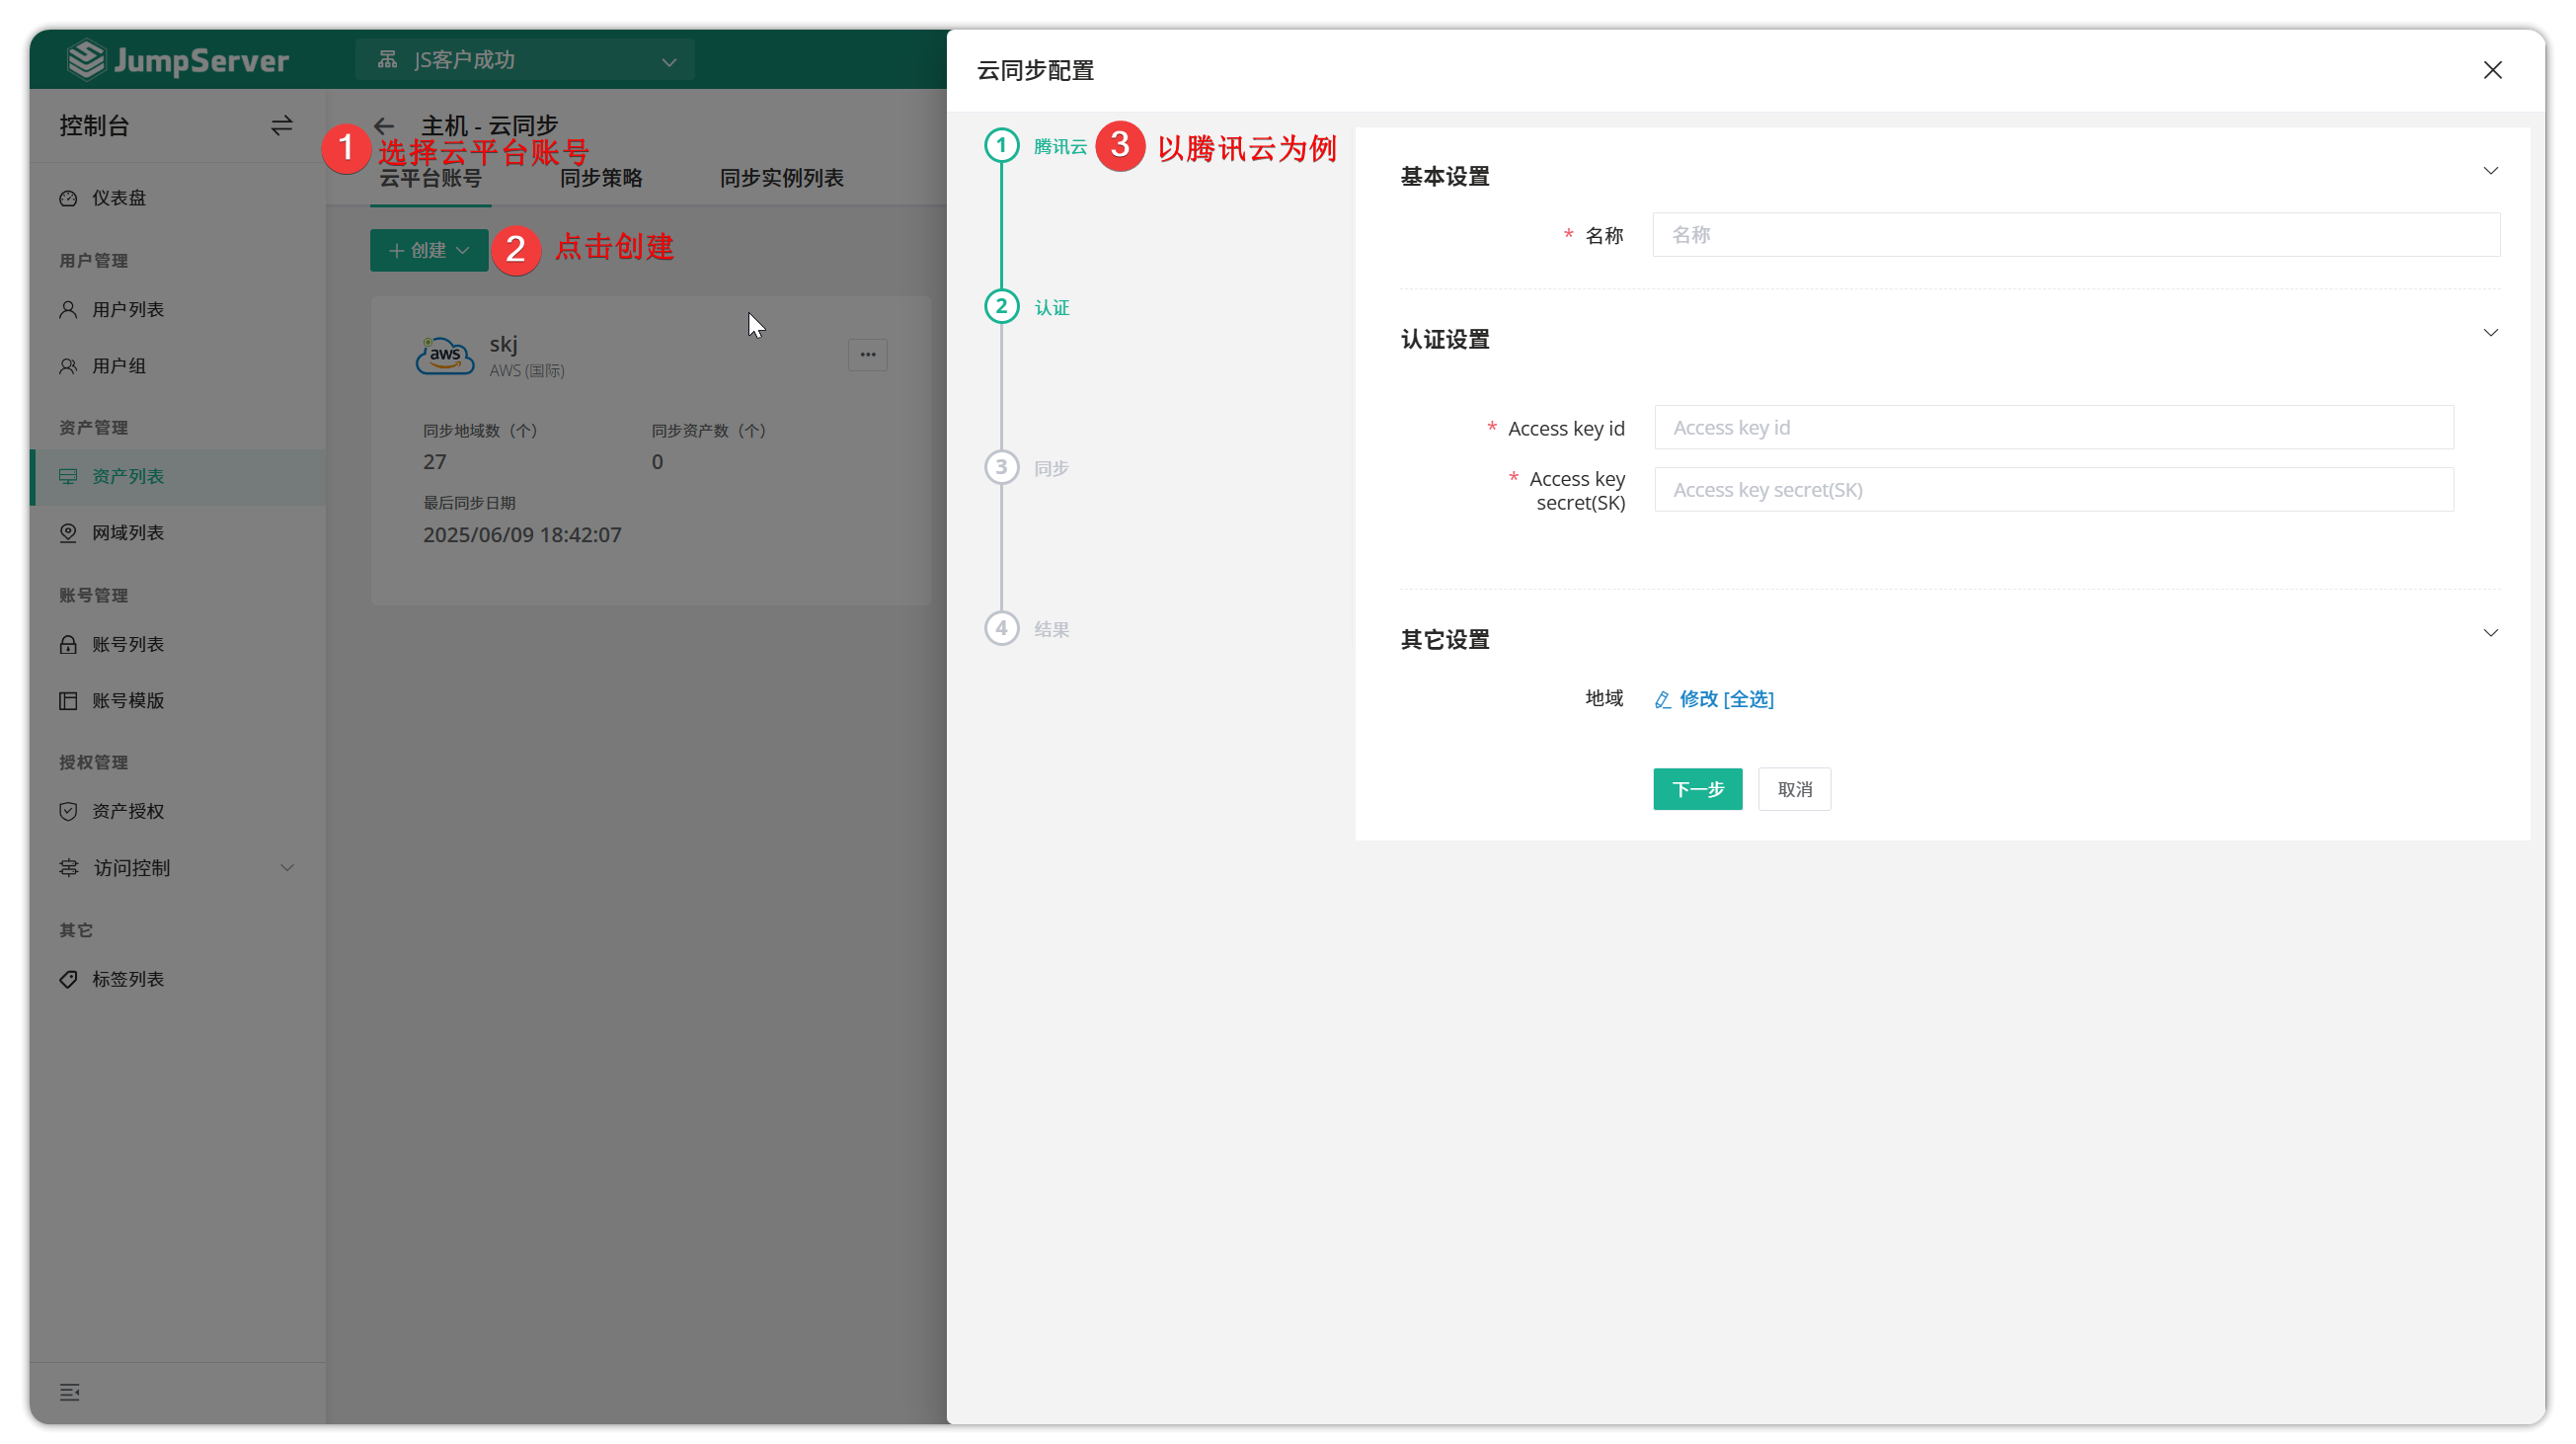 JumpServer
JS客户成功
控制台
仪表盘
用户管理
用户列表
用户组
资产管理
资产列表
网域列表
账号管理
账号列表
账号模版
授权管理
资产授权
访问控制
其它
标签列表
主机 - 云同步
1 选择云平台账号
云平台账号 同步策略 同步实例列表
+ 创建
2 点击创建
aws
skj
AWS (国际)
同步地域数（个） 同步资产数（个）
27 0
最后同步日期
2025/06/09 18:42:07
云同步配置
1 腾讯云
3 以腾讯云为例
2 认证
3 同步
4 结果
基本设置
* 名称 名称
认证设置
* Access key id Access key id
* Access key
secret(SK) Access key secret(SK)
其它设置
地域 修改 [全选]
下一步 取消